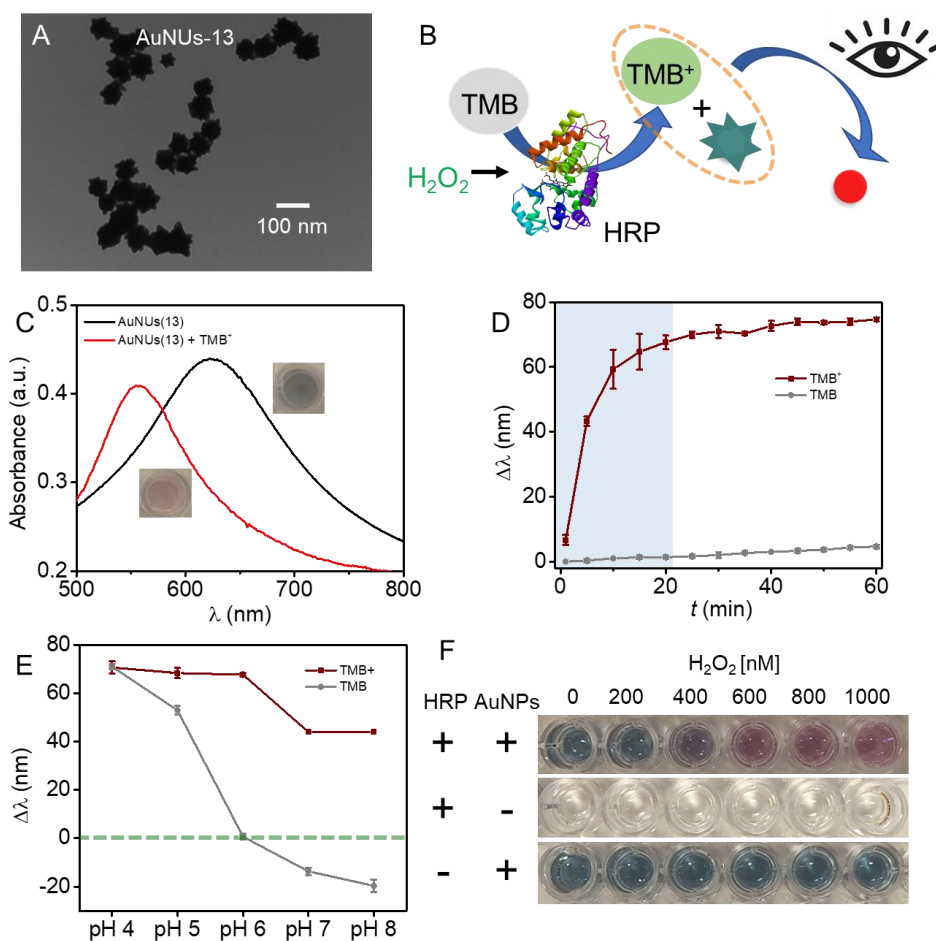 A
AuNUs-13
100 nm
B
TMB
TMB⁺
+
H₂O₂
HRP
C
AuNUs(13)
AuNUs(13) + TMB⁺
Absorbance (a.u.)
0.5
0.4
0.3
0.2
500 600 700 800
λ (nm)
D
TMB⁺
TMB
Δλ (nm)
80
60
40
20
0
0 20 40 60
t (min)
E
TMB+
TMB
Δλ (nm)
80
60
40
20
0
-20
pH 4 pH 5 pH 6 pH 7 pH 8
F
H₂O₂ [nM]
HRP AuNPs 0 200 400 600 800 1000
+ +
+ -
- +